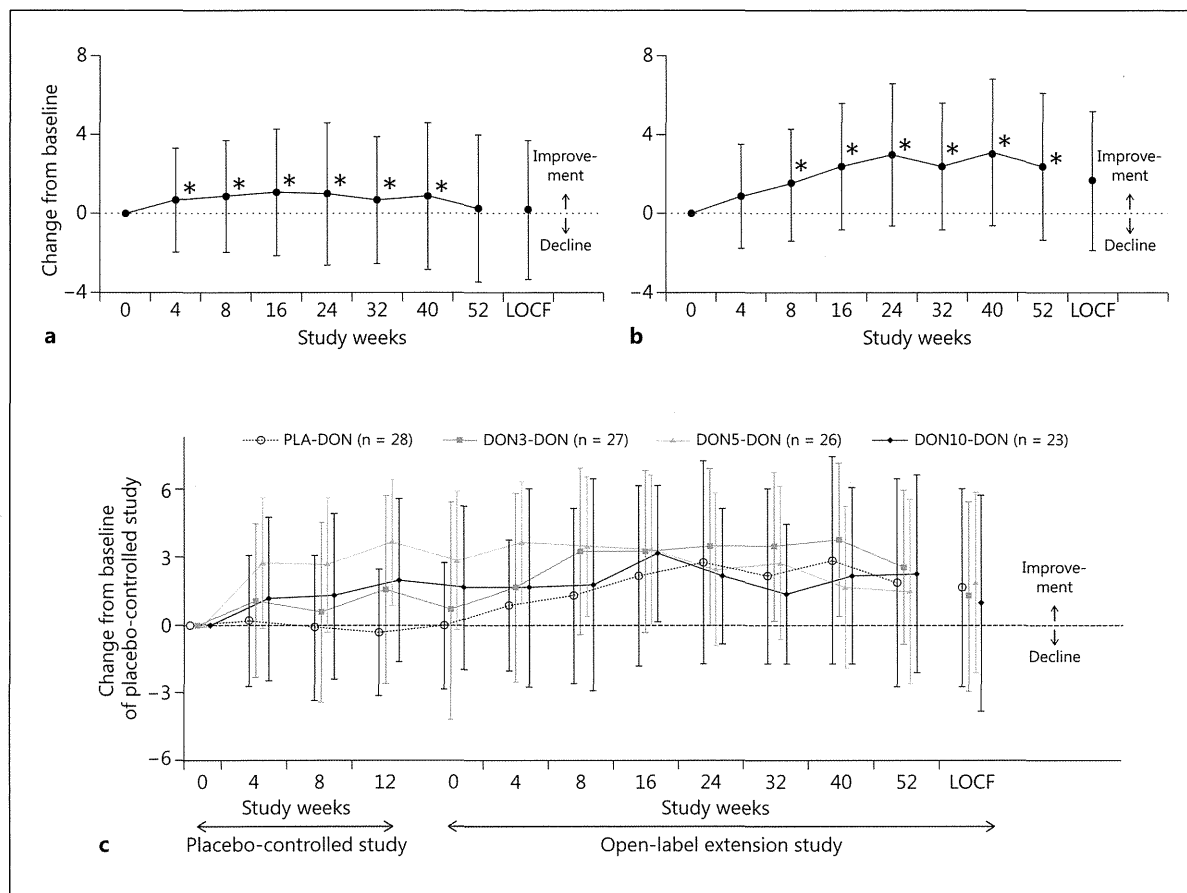 8
4
0
−4
Change from baseline
* * * * * *
Improve-
ment
Decline
0 4 8 16 24 32 40 52 LOCF
a
Study weeks
8
4
0
−4
* * * * * *
Improve-
ment
Decline
0 4 8 16 24 32 40 52 LOCF
b
Study weeks
PLA-DON (n = 28) DON3-DON (n = 27) DON5-DON (n = 26) DON10-DON (n = 23)
6
3
0
−3
−6
Change from baseline
of placebo-controlled study
Improve-
ment
Decline
0 4 8 12 0 4 8 16 24 32 40 52 LOCF
Study weeks Study weeks
c
Placebo-controlled study Open-label extension study